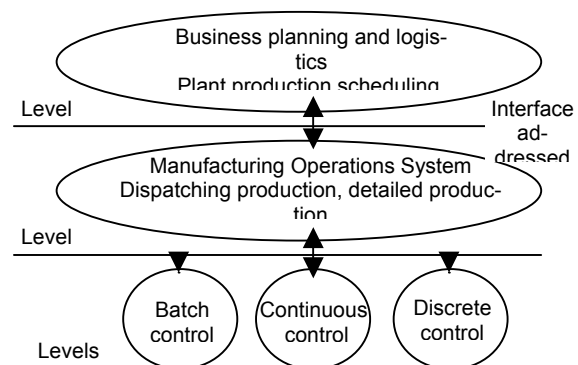 Business planning and logis-
tics
Plant production scheduling
Level
Interface
ad-
dressed
Manufacturing Operations System
Dispatching production, detailed produc-
tion
Level
Batch
control
Continuous
control
Discrete
control
Levels